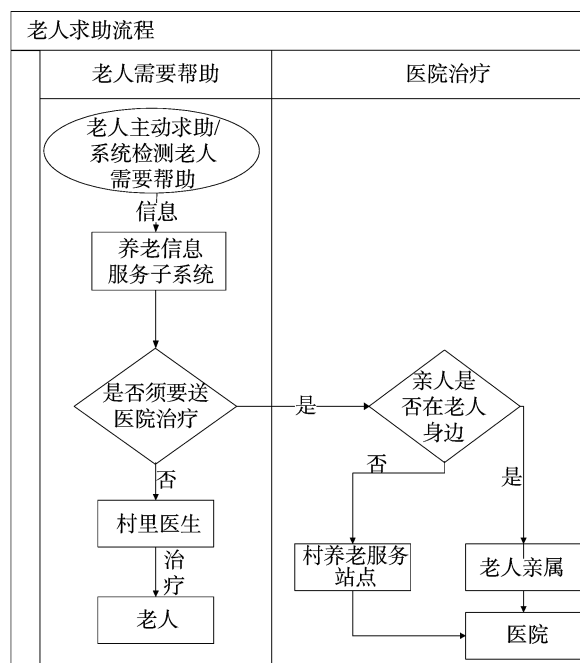 老人求助流程
老人需要帮助
医院治疗
老人主动求助/
系统检测老人
需要帮助
信息
养老信息
服务子系统
是否须要送
医院治疗
是
亲人是
否在老人
身边
否
村里医生
治
疗
老人
否
是
村养老服务
站点
老人亲属
医院